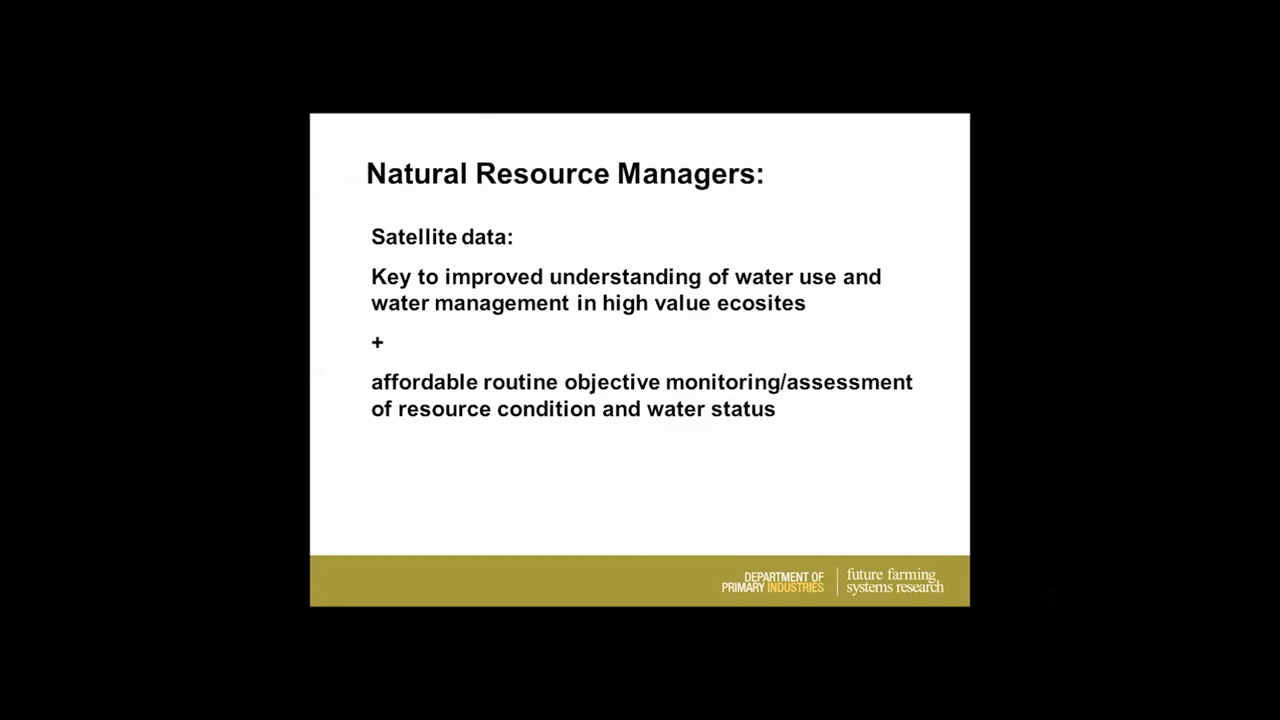 Natural Resource Managers:
Satellite data:
Key to improved understanding of water use and
water management in high value ecosites
+
affordable routine objective monitoring/assessment
of resource condition and water status
DEPARTMENT OF
PRIMARY INDUSTRIES
future farming
systems research